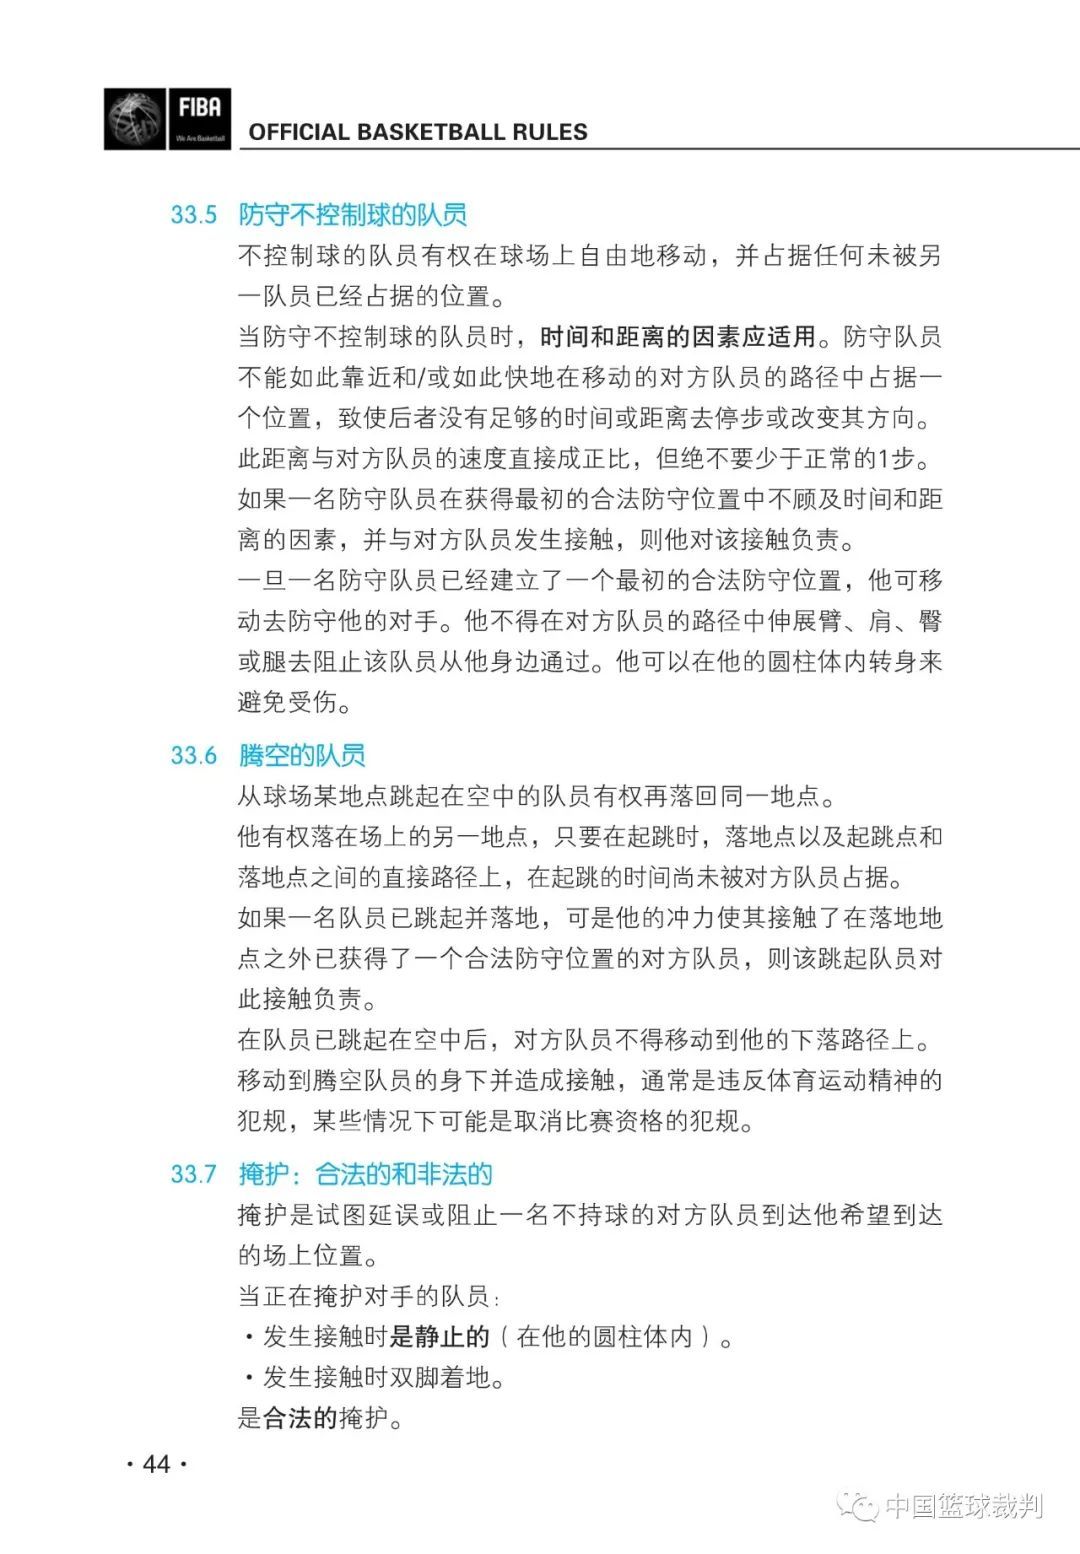 FIBA
We Are Basketball
OFFICIAL BASKETBALL RULES
33.5 防守不控制球的队员
不控制球的队员有权在球场上自由地移动，并占据任何未被另
一队员已经占据的位置。
当防守不控制球的队员时，时间和距离的因素应适用。防守队员
不能如此靠近和/或如此快地在移动的对方队员的路径中占据一
个位置，致使后者没有足够的时间或距离去停步或改变其方向。
此距离与对方队员的速度直接成正比，但绝不要少于正常的1步。
如果一名防守队员在获得最初的合法防守位置中不顾及时间和距
离的因素，并与对方队员发生接触，则他对该接触负责。
一旦一名防守队员已经建立了一个最初的合法防守位置，他可移
动去防守他的对手。他不得在对方队员的路径中伸展臂、肩、臀
或腿去阻止该队员从他身边通过。他可以在他的圆柱体内转身来
避免受伤。
33.6 腾空的队员
从球场某地点跳起在空中的队员有权再落回同一地点。
他有权落在场上的另一地点，只要在起跳时，落地点以及起跳点和
落地点之间的直接路径上，在起跳的时间尚未被对方队员占据。
如果一名队员已跳起并落地，可是他的冲力使其接触了在落地地
点之外已获得了一个合法防守位置的对方队员，则该跳起队员对
此接触负责。
在队员已跳起在空中后，对方队员不得移动到他的下落路径上。
移动到腾空队员的身下并造成接触，通常是违反体育运动精神的
犯规，某些情况下可能是取消比赛资格的犯规。
33.7 掩护：合法的和非法的
掩护是试图延误或阻止一名不持球的对方队员到达他希望到达
的场上位置。
当正在掩护对手的队员：
·发生接触时是静止的（在他的圆柱体内）。
·发生接触时双脚着地。
是合法的掩护。
·44·
中国篮球裁判